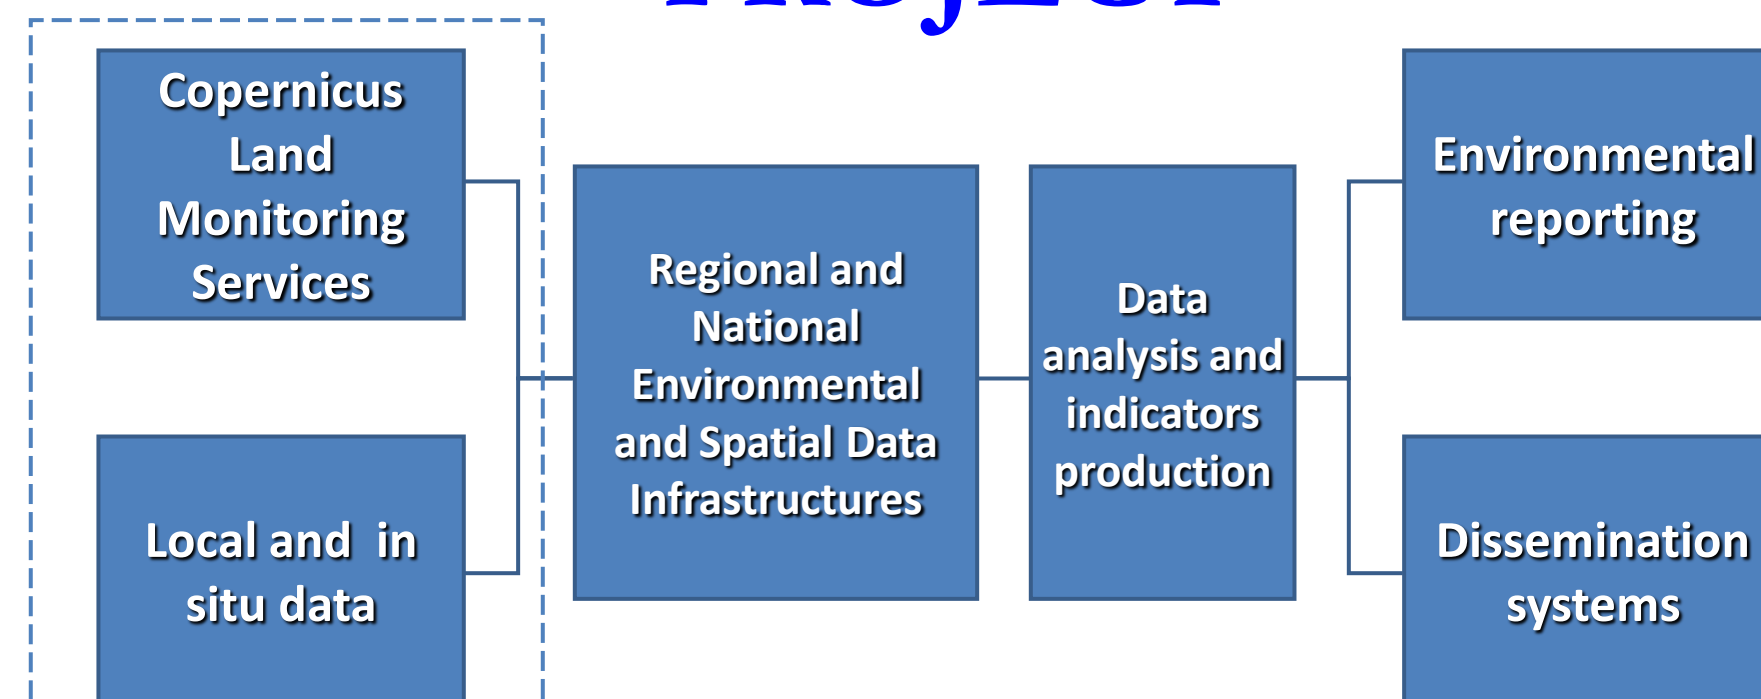 PROJECT
Copernicus
Land
Monitoring
Services
Local and  in
situ data
Regional and
National
Environmental
and Spatial Data
Infrastructures
Data
analysis and
indicators
production
Environmental
reporting
Dissemination
systems